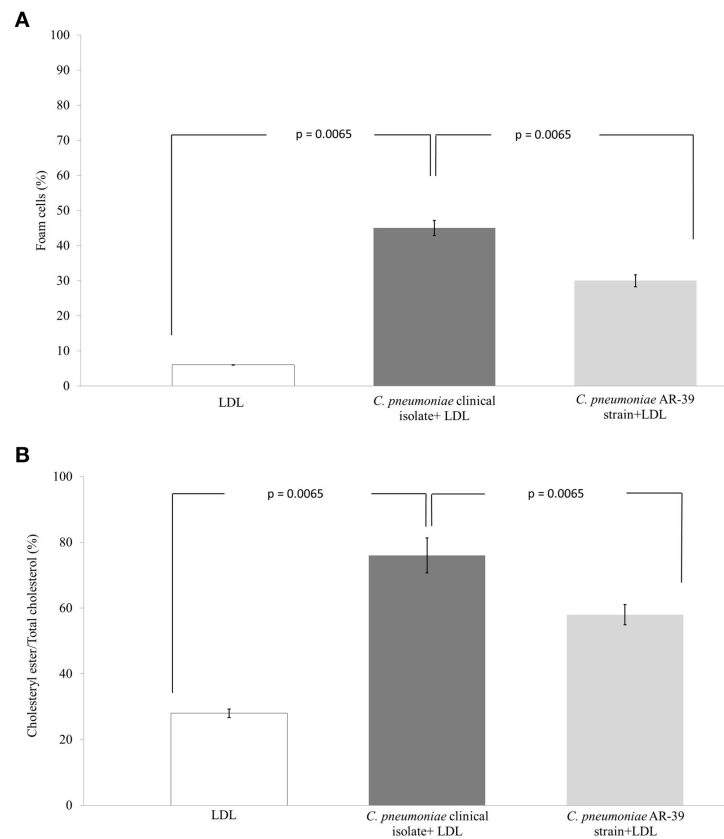 A
100
90
80
70
60
50
40
30
20
10
0
Foam cells (%)
p = 0.0065
p = 0.0065
LDL
C. pneumoniae clinical
isolate+ LDL
C. pneumoniae AR-39
strain+LDL
B
100
80
60
40
20
0
Cholesteryl ester/Total cholesterol (%)
p = 0.0065
p = 0.0065
LDL
C. pneumoniae clinical
isolate+ LDL
C. pneumoniae AR-39
strain+LDL